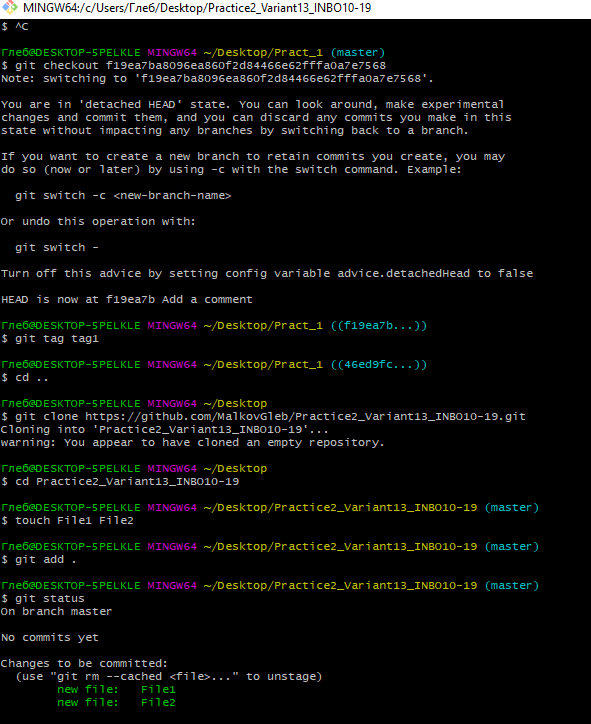 MINGW64:/c/Users/Глеб/Desktop/Practice2_Variant13_INBO10-19
$ ^C
Глеб@DESKTOP-5PELKLE MINGW64 ~/Desktop/Pract_1 (master)
$ git checkout f19ea7ba8096ea860f2d84466e62fffa0a7e7568
Note: switching to 'f19ea7ba8096ea860f2d84466e62fffa0a7e7568'.
You are in 'detached HEAD' state. You can look around, make experimental
changes and commit them, and you can discard any commits you make in this
state without impacting any branches by switching back to a branch.
If you want to create a new branch to retain commits you create, you may
do so (now or later) by using -c with the switch command. Example:
git switch -c <new-branch-name>
Or undo this operation with:
git switch -
Turn off this advice by setting config variable advice.detachedHead to false
HEAD is now at f19ea7b Add a comment
Глеб@DESKTOP-5PELKLE MINGW64 ~/Desktop/Pract_1 ((f19ea7b...))
$ git tag tag1
Глеб@DESKTOP-5PELKLE MINGW64 ~/Desktop/Pract_1 ((46ed9fc...))
$ cd ..
Глеб@DESKTOP-5PELKLE MINGW64 ~/Desktop
$ git clone https://github.com/MalkovGleb/Practice2_Variant13_INBO10-19.git
Cloning into 'Practice2_Variant13_INBO10-19'...
warning: You appear to have cloned an empty repository.
Глеб@DESKTOP-5PELKLE MINGW64 ~/Desktop
$ cd Practice2_Variant13_INBO10-19
Глеб@DESKTOP-5PELKLE MINGW64 ~/Desktop/Practice2_Variant13_INBO10-19 (master)
$ touch File1 File2
Глеб@DESKTOP-5PELKLE MINGW64 ~/Desktop/Practice2_Variant13_INBO10-19 (master)
$ git add .
Глеб@DESKTOP-5PELKLE MINGW64 ~/Desktop/Practice2_Variant13_INBO10-19 (master)
$ git status
On branch master
No commits yet
Changes to be committed:
(use "git rm --cached <file>..." to unstage)
new file:   File1
new file:   File2